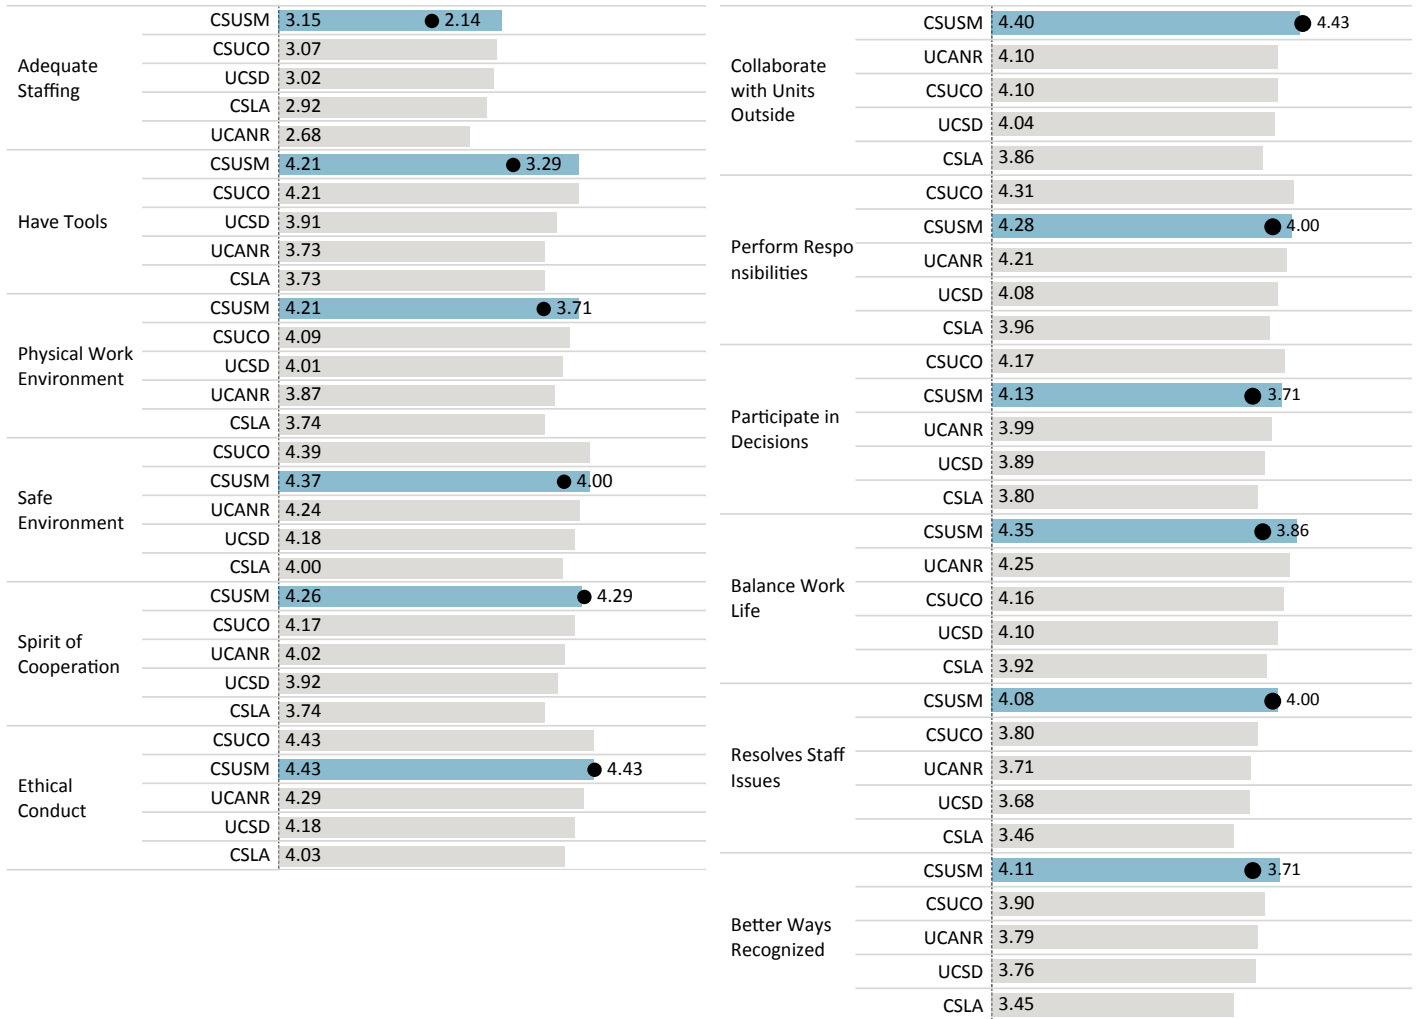 Adequate
Staffing
CSUSM 3.15 2.14
CSUCO 3.07
UCSD 3.02
CSLA 2.92
UCANR 2.68
Have Tools
CSUSM 4.21 3.29
CSUCO 4.21
UCSD 3.91
UCANR 3.73
CSLA 3.73
Physical Work
Environment
CSUSM 4.21 3.71
CSUCO 4.09
UCSD 4.01
UCANR 3.87
CSLA 3.74
Safe
Environment
CSUCO 4.39
CSUSM 4.37 4.00
UCANR 4.24
UCSD 4.18
CSLA 4.00
Spirit of
Cooperation
CSUSM 4.26 4.29
CSUCO 4.17
UCANR 4.02
UCSD 3.92
CSLA 3.74
Ethical
Conduct
CSUCO 4.43
CSUSM 4.43 4.43
UCANR 4.29
UCSD 4.18
CSLA 4.03
Collaborate
with Units
Outside
CSUSM 4.40 4.43
UCANR 4.10
CSUCO 4.10
UCSD 4.04
CSLA 3.86
Perform Respo
nsibilities
CSUCO 4.31
CSUSM 4.28 4.00
UCANR 4.21
UCSD 4.08
CSLA 3.96
Participate in
Decisions
CSUCO 4.17
CSUSM 4.13 3.71
UCANR 3.99
UCSD 3.89
CSLA 3.80
Balance Work
Life
CSUSM 4.35 3.86
UCANR 4.25
CSUCO 4.16
UCSD 4.10
CSLA 3.92
Resolves Staff
Issues
CSUSM 4.08 4.00
CSUCO 3.80
UCANR 3.71
UCSD 3.68
CSLA 3.46
Better Ways
Recognized
CSUSM 4.11 3.71
CSUCO 3.90
UCANR 3.79
UCSD 3.76
CSLA 3.45